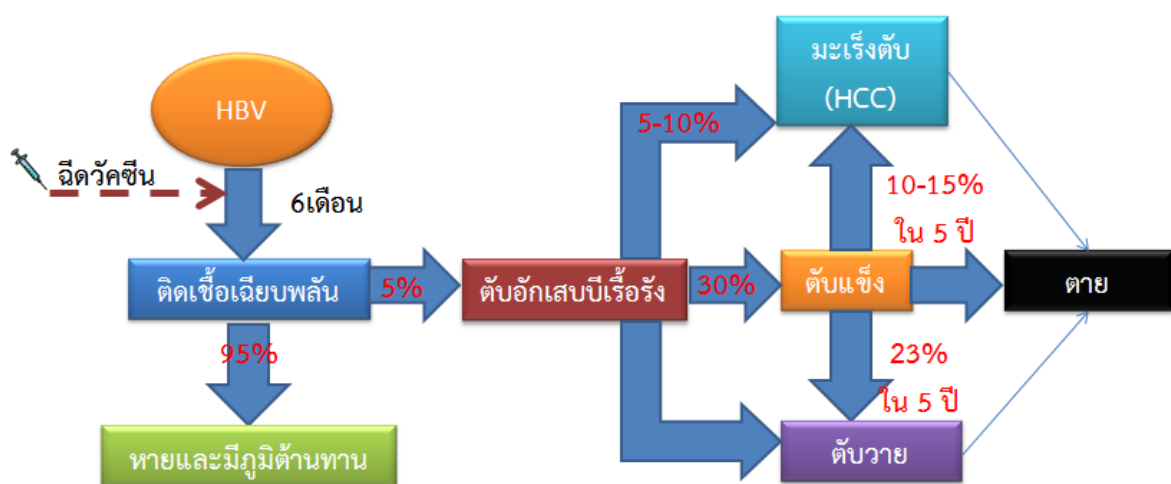 HBV
ฉีดวัคซีน
6เดือน
ติดเชื้อเฉียบพลัน
5%
95%
หายและมีภูมิต้านทาน
ตับอักเสบบีเรื้อรัง
5-10%
มะเร็งตับ
(HCC)
30%
ตับแข็ง
10-15%
ใน 5 ปี
23%
ใน 5 ปี
ตับวาย
ตาย